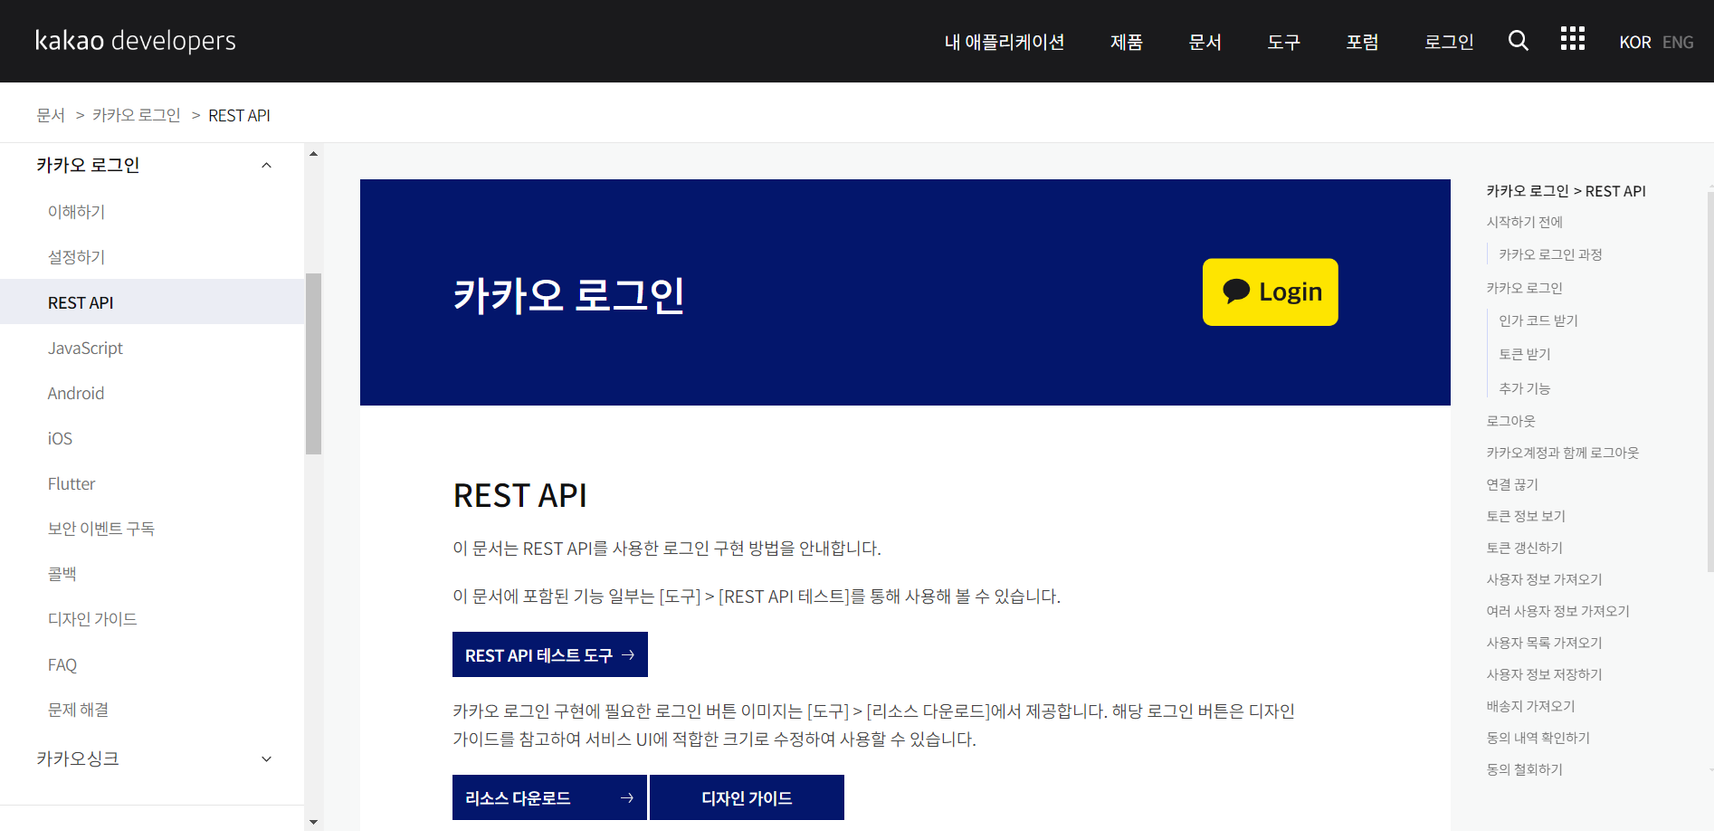 kakao developers
내 애플리케이션 제품 문서 도구 포럼 로그인 KOR ENG
문서 > 카카오 로그인 > REST API
카카오 로그인
이해하기
설정하기
REST API
JavaScript
Android
iOS
Flutter
보안 이벤트 구독
콜백
디자인 가이드
FAQ
문제 해결
카카오싱크
카카오 로그인
Login
REST API
이 문서는 REST API를 사용한 로그인 구현 방법을 안내합니다.
이 문서에 포함된 기능 일부는 [도구] > [REST API 테스트]를 통해 사용해 볼 수 있습니다.
REST API 테스트 도구 →
카카오 로그인 구현에 필요한 로그인 버튼 이미지는 [도구] > [리소스 다운로드]에서 제공합니다. 해당 로그인 버튼은 디자인
가이드를 참고하여 서비스 UI에 적합한 크기로 수정하여 사용할 수 있습니다.
리소스 다운로드 →
디자인 가이드
카카오 로그인 > REST API
시작하기 전에
카카오 로그인 과정
카카오 로그인
인가 코드 받기
토큰 받기
추가 기능
로그아웃
카카오계정과 함께 로그아웃
연결 끊기
토큰 정보 보기
토큰 갱신하기
사용자 정보 가져오기
여러 사용자 정보 가져오기
사용자 목록 가져오기
사용자 정보 저장하기
배송지 가져오기
동의 내역 확인하기
동의 철회하기